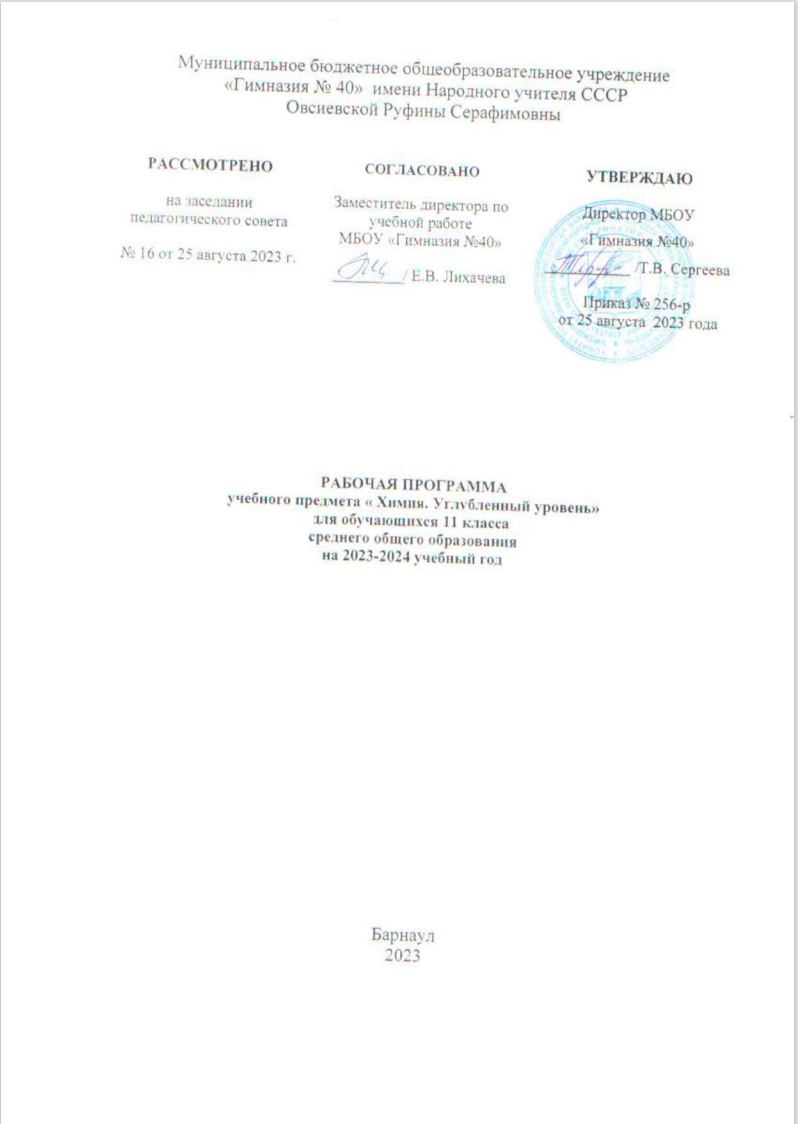 Муниципальное бюджетное общеобразовательное учреждение
«Гимназия № 40» имени Народного учителя СССР
Овсиевской Руфины Серафимовны
РАССМОТРЕНО
на заседании
педагогического совета
№ 16 от 25 августа 2023 г.
СОГЛАСОВАНО
Заместитель директора по
учебной работе
МБОУ «Гимназия №40»
/ Е.В. Лихачева
УТВЕРЖДАЮ
Директор МБОУ
«Гимназия №40»
/Т.В. Сергеева
Приказ № 256-р
от 25 августа 2023 года
РАБОЧАЯ ПРОГРАММА
учебного предмета « Химия. Углубленный уровень»
для обучающихся 11 класса
среднего общего образования
на 2023-2024 учебный год
Барнаул
2023